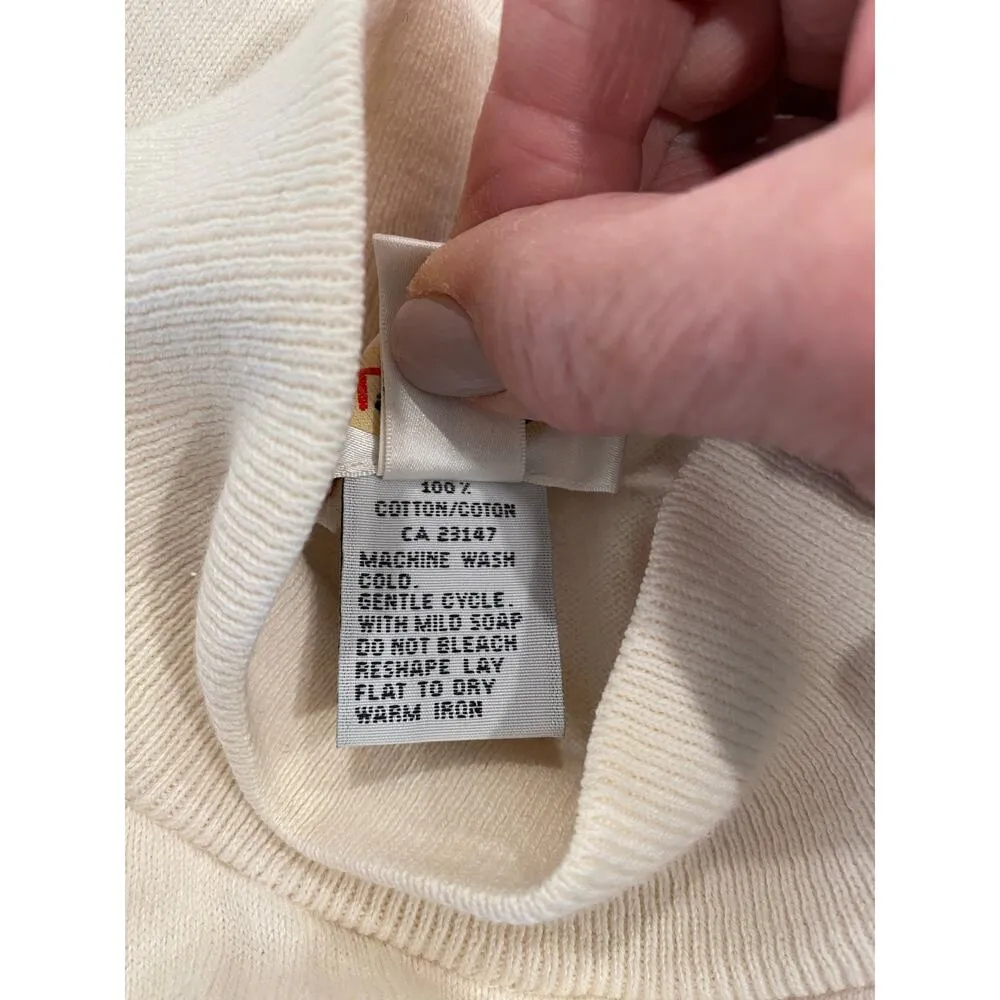 100%
COTTON/COTON
CA 23147
MACHINE WASH
COLD.
GENTLE CYCLE.
WITH MILD SOAP
DO NOT BLEACH
RESHAPE LAY
FLAT TO DRY
WARM IRON